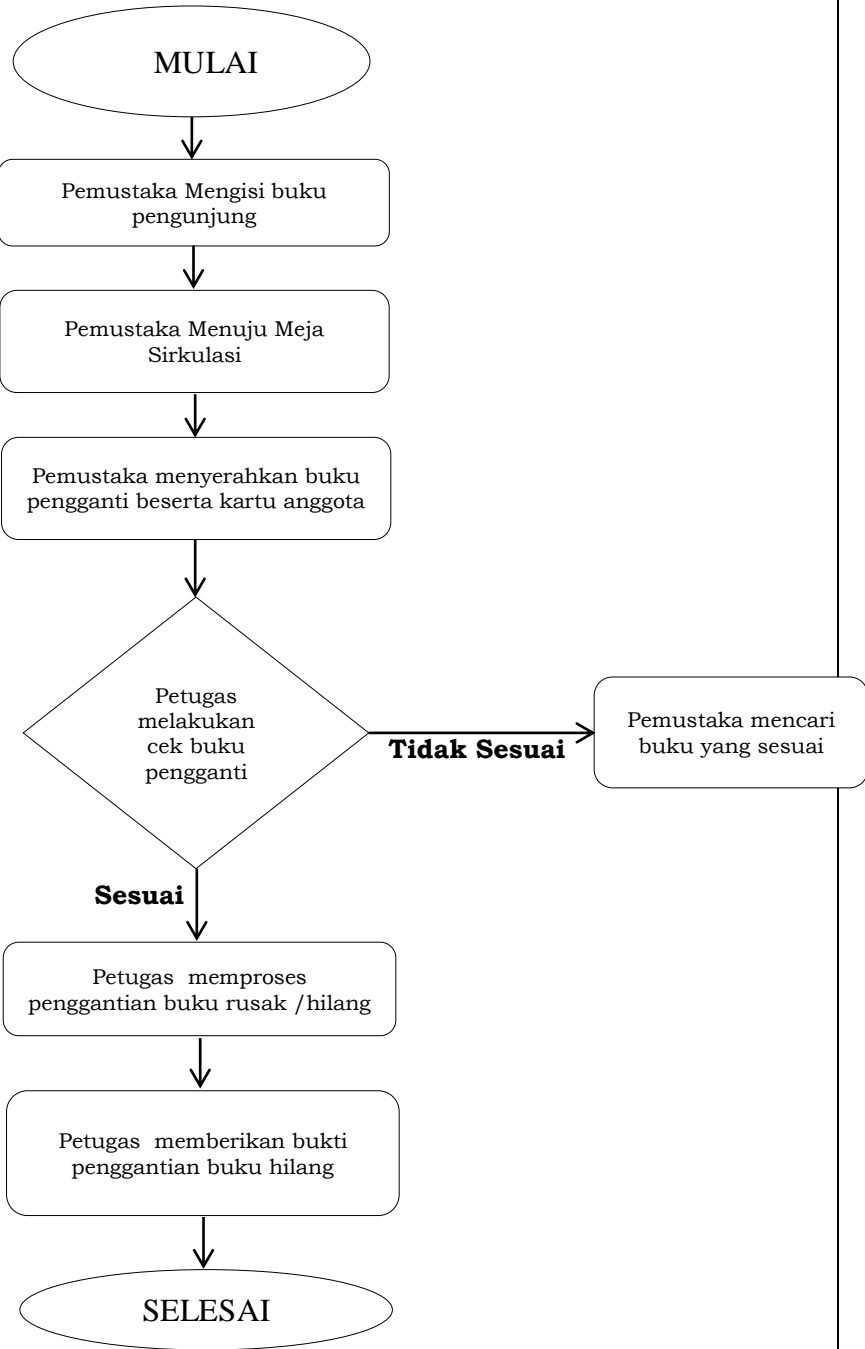 MULAI
Pemustaka Mengisi buku
pengunjung
Pemustaka Menuju Meja
Sirkulasi
Pemustaka menyerahkan buku
pengganti beserta kartu anggota
Petugas
melakukan
cek buku
pengganti
Tidak Sesuai
Pemustaka mencari
buku yang sesuai
Sesuai
Petugas memproses
penggantian buku rusak /hilang
Petugas memberikan bukti
penggantian buku hilang
SELESAI